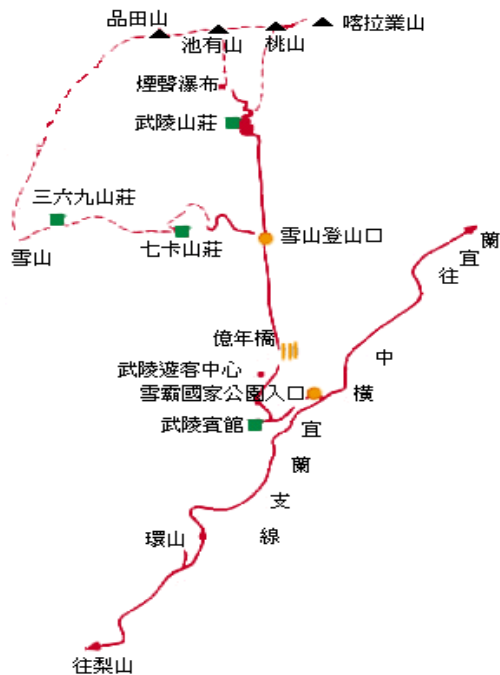 品田山
池有山
桃山
喀拉業山
煙聲瀑布
武陵山莊
三六九山莊
七卡山莊
雪山
雪山登山口
往宜蘭
億年橋
武陵遊客中心
雪霸國家公園入口
武陵賓館
中橫宜蘭支線
環山
往梨山